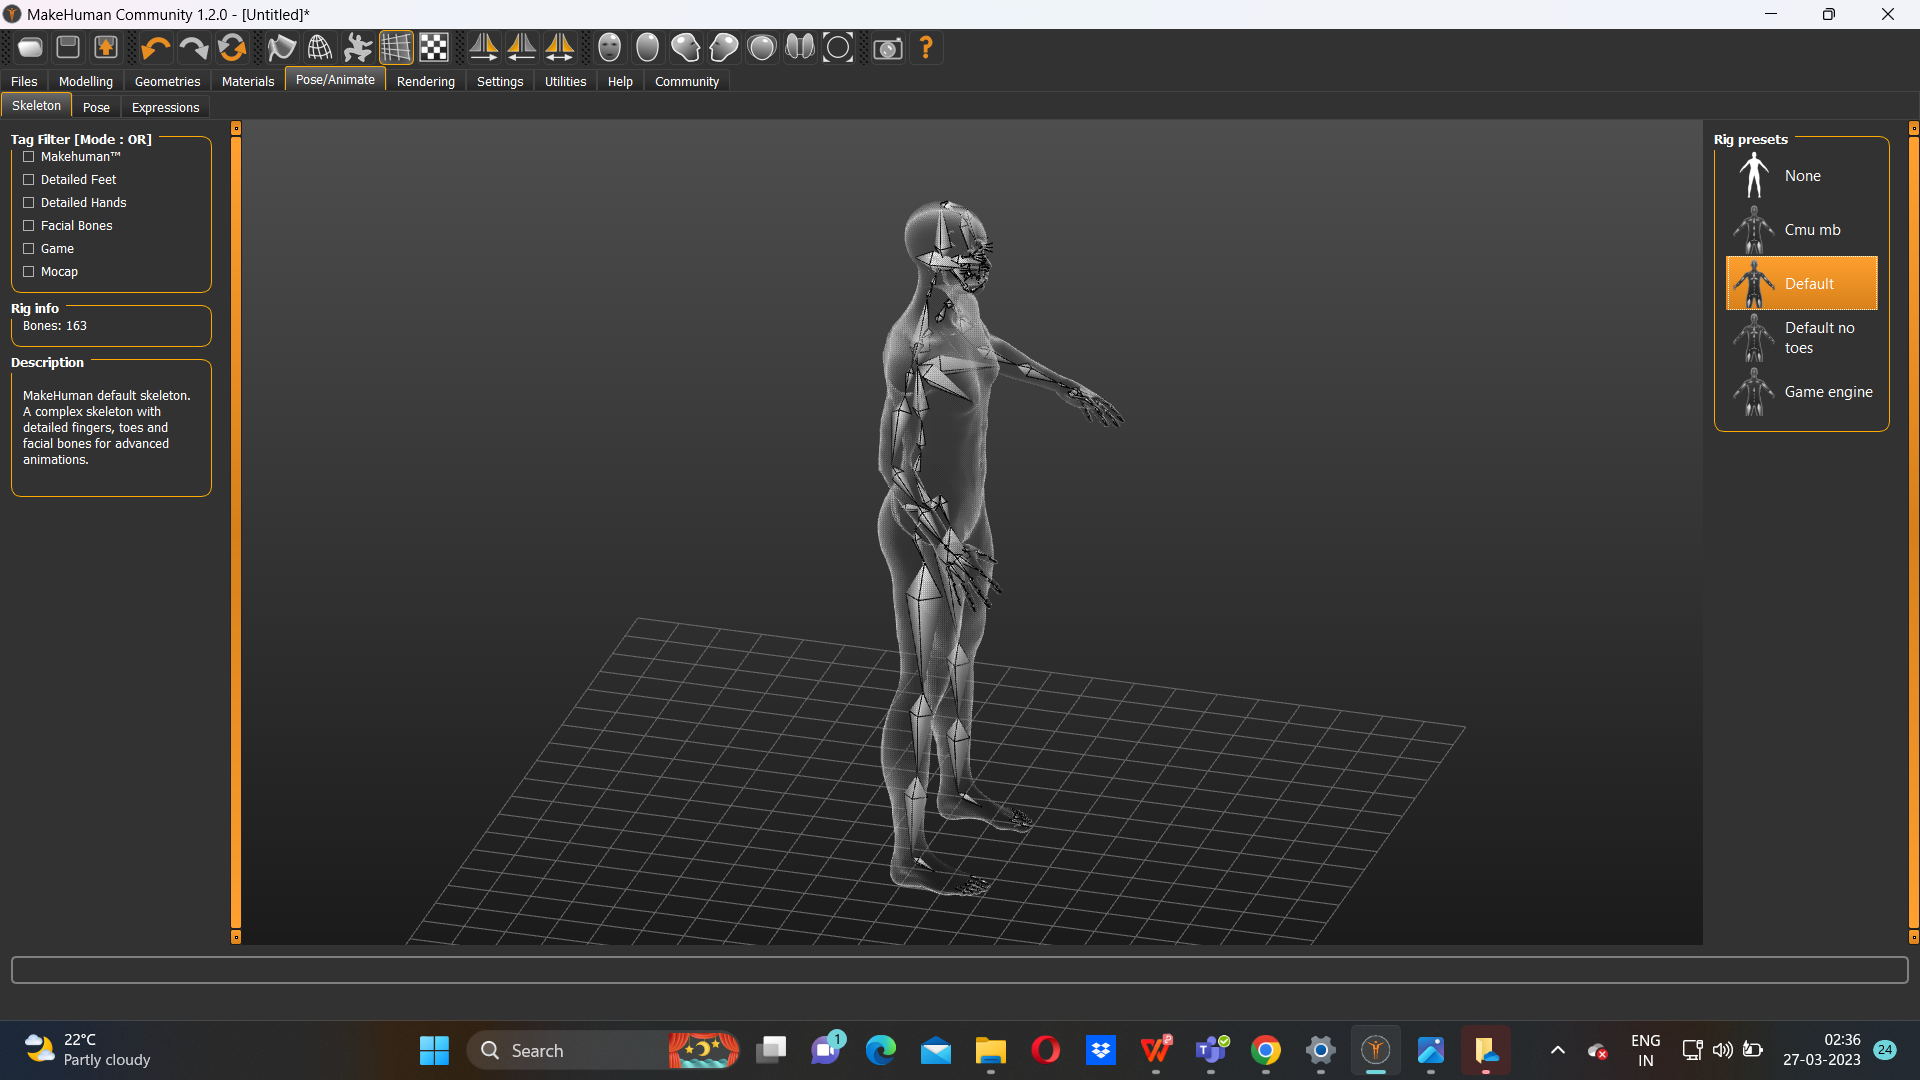 MakeHuman Community 1.2.0 - [Untitled]*
Files Modelling Geometries Materials Pose/Animate Rendering Settings Utilities Help Community
Skeleton Pose Expressions
Tag Filter [Mode : OR]
Makehuman™
Detailed Feet
Detailed Hands
Facial Bones
Game
Mocap
Rig info
Bones: 163
Description
MakeHuman default skeleton.
A complex skeleton with
detailed fingers, toes and
facial bones for advanced
animations.
Rig presets
None
Cmu mb
Default
Default no
toes
Game engine
22°C
Partly cloudy
Search
1
ENG
IN
02:36
27-03-2023
24